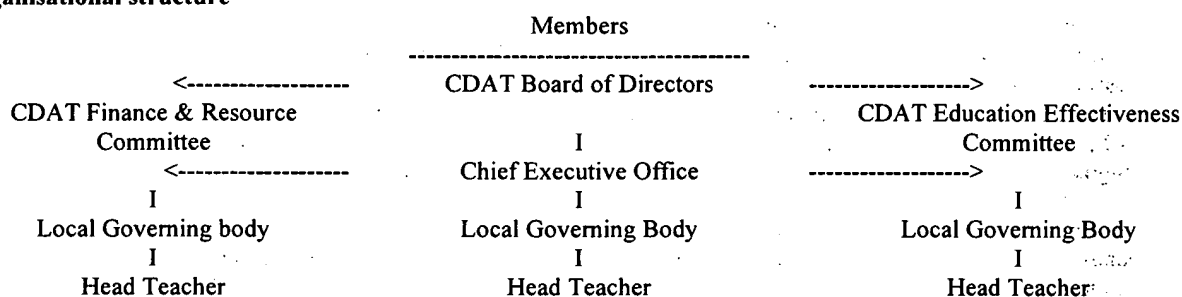 ganisational structure
Members
----------------------------------------
<-------------------- CDAT Board of Directors -------------------->
CDAT Finance & Resource CDAT Education Effectiveness
Committee I Committee
<-------------------- Chief Executive Office -------------------->
I I I
Local Governing body Local Governing Body Local Governing Body
I I I
Head Teacher Head Teacher Head Teacher